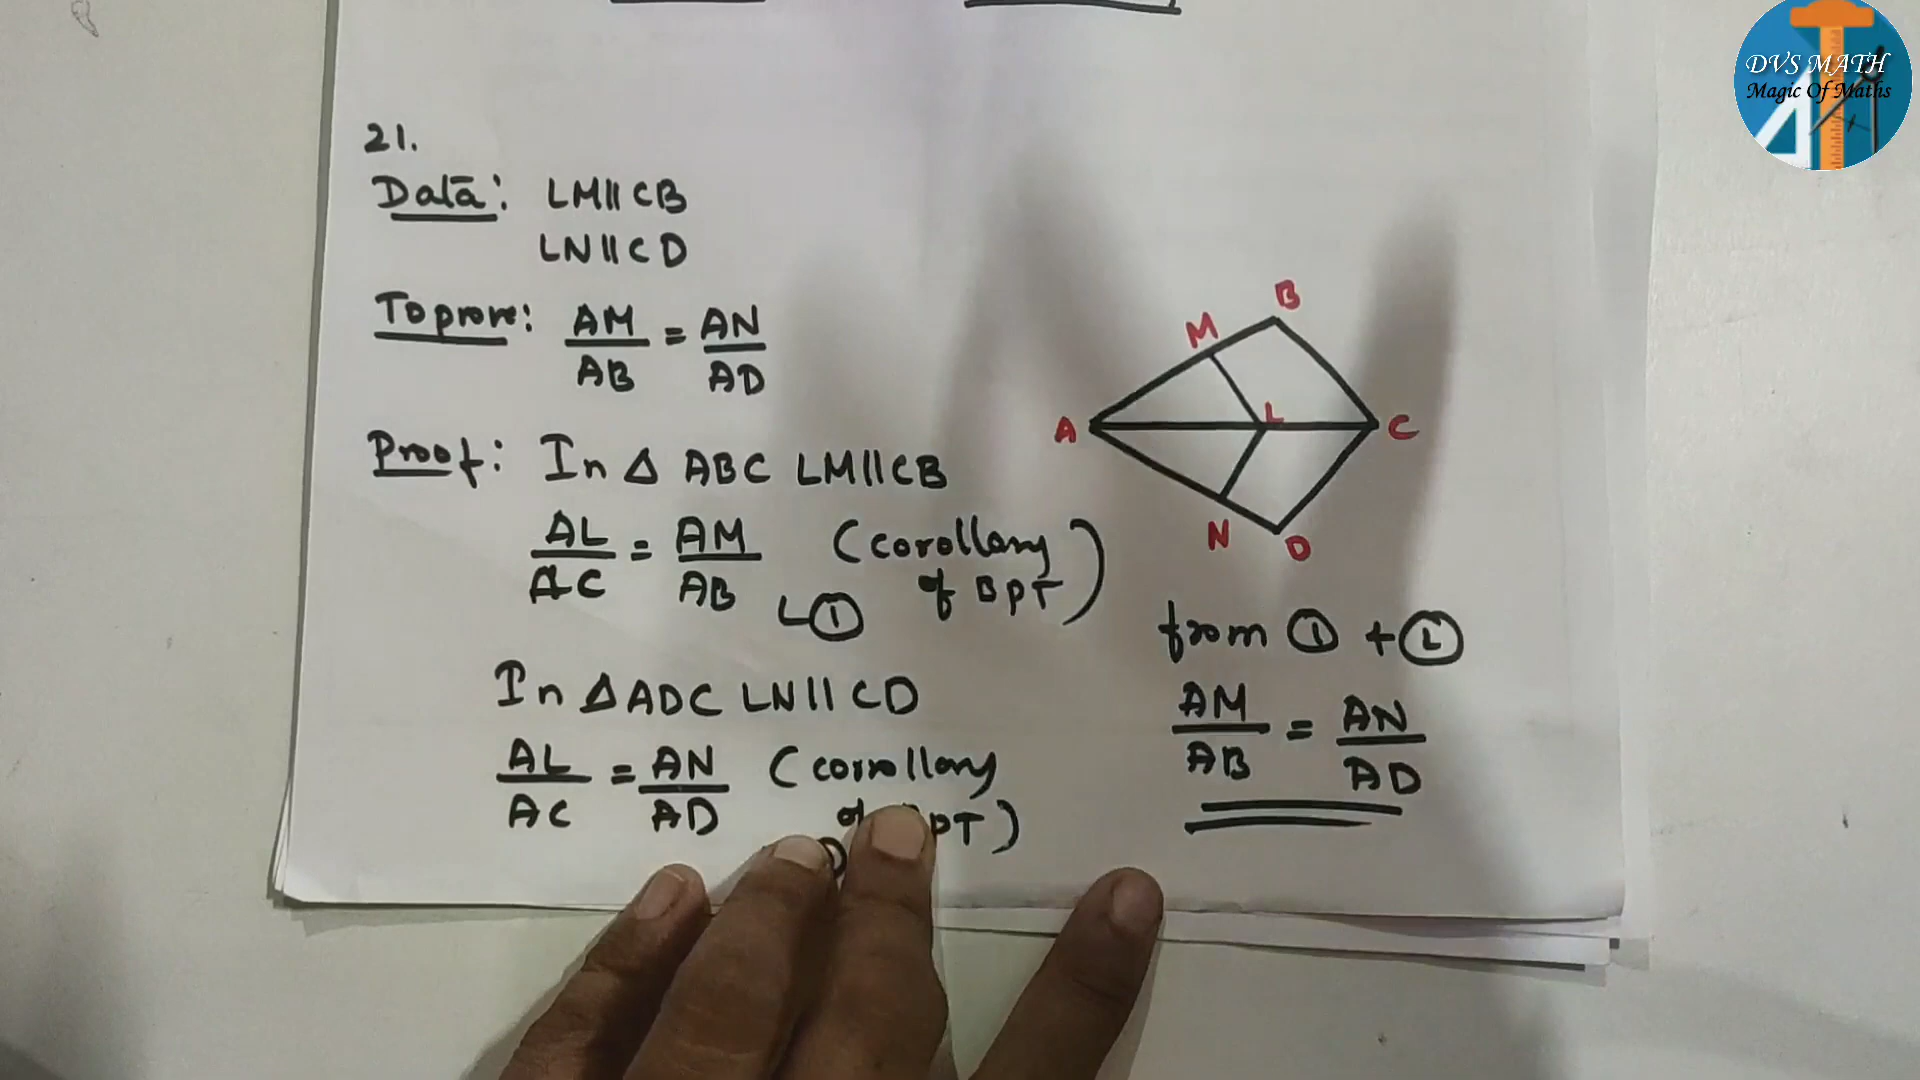 DVS MATH
Magic Of Maths
21.
Data: LM||CB
LN||CD
To prove: AM/AB = AN/AD
Proof: In Δ ABC LM||CB
AL/AC = AM/AB (corollary of BPT)
①
In Δ ADC LN||CD
AL/AC = AN/AD (corollary
of PT)
B
M
A
L
C
N
D
from ① + ②
AM/AB = AN/AD